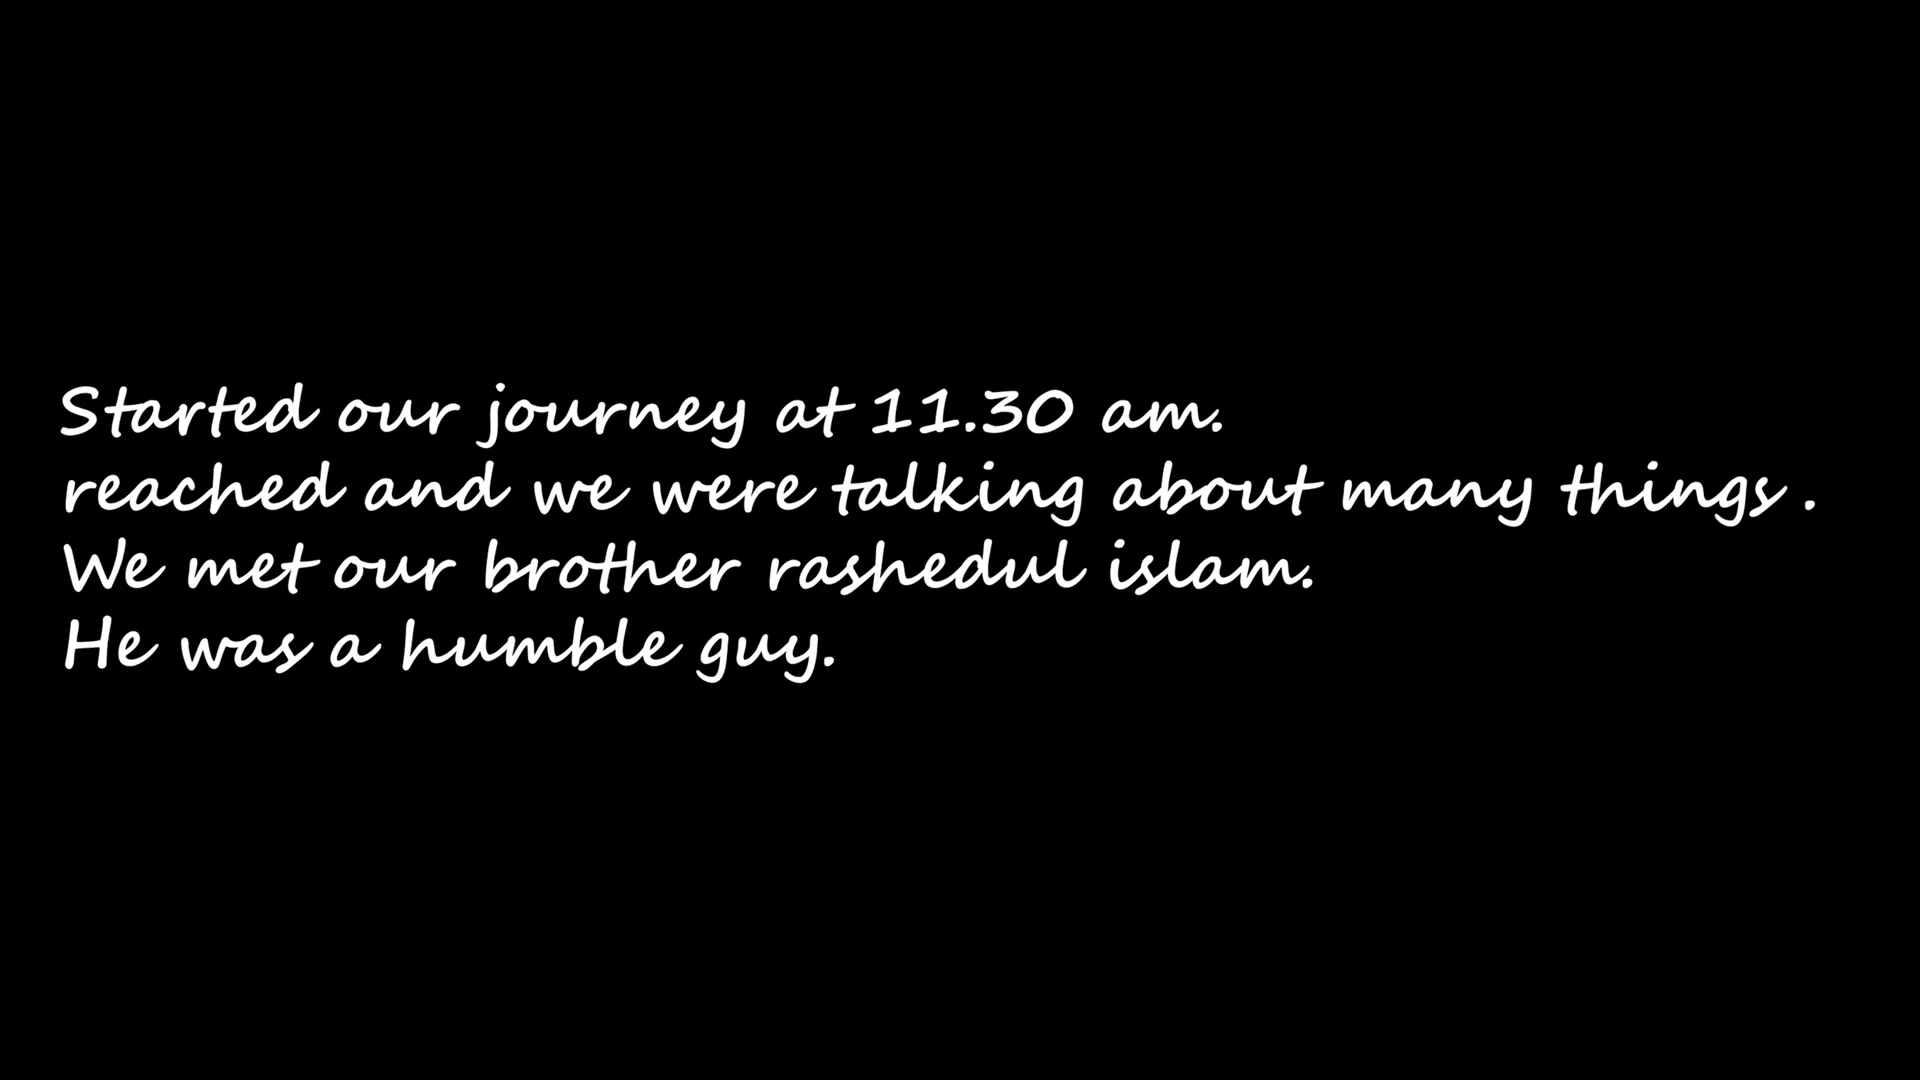 Started our journey at 11.30 am.
reached and we were talking about many things .
We met our brother rashedul islam.
He was a humble guy.